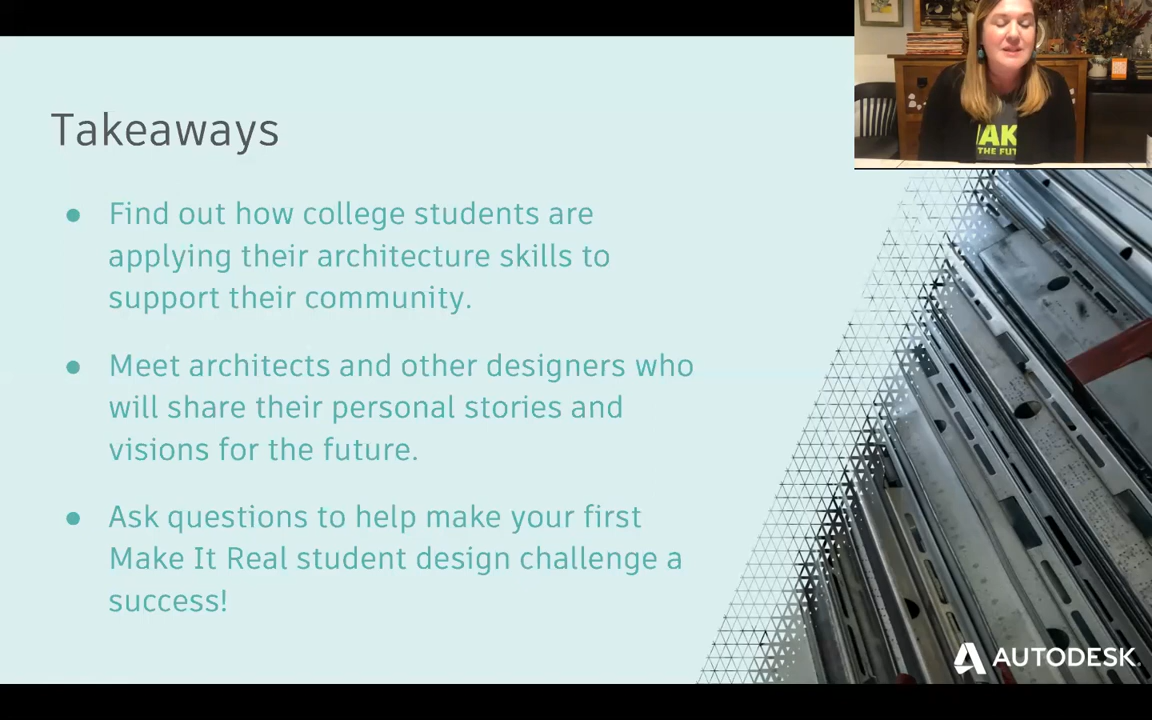 Takeaways
● Find out how college students are
applying their architecture skills to
support their community.
● Meet architects and other designers who
will share their personal stories and
visions for the future.
● Ask questions to help make your first
Make It Real student design challenge a
success!
AUTODESK.